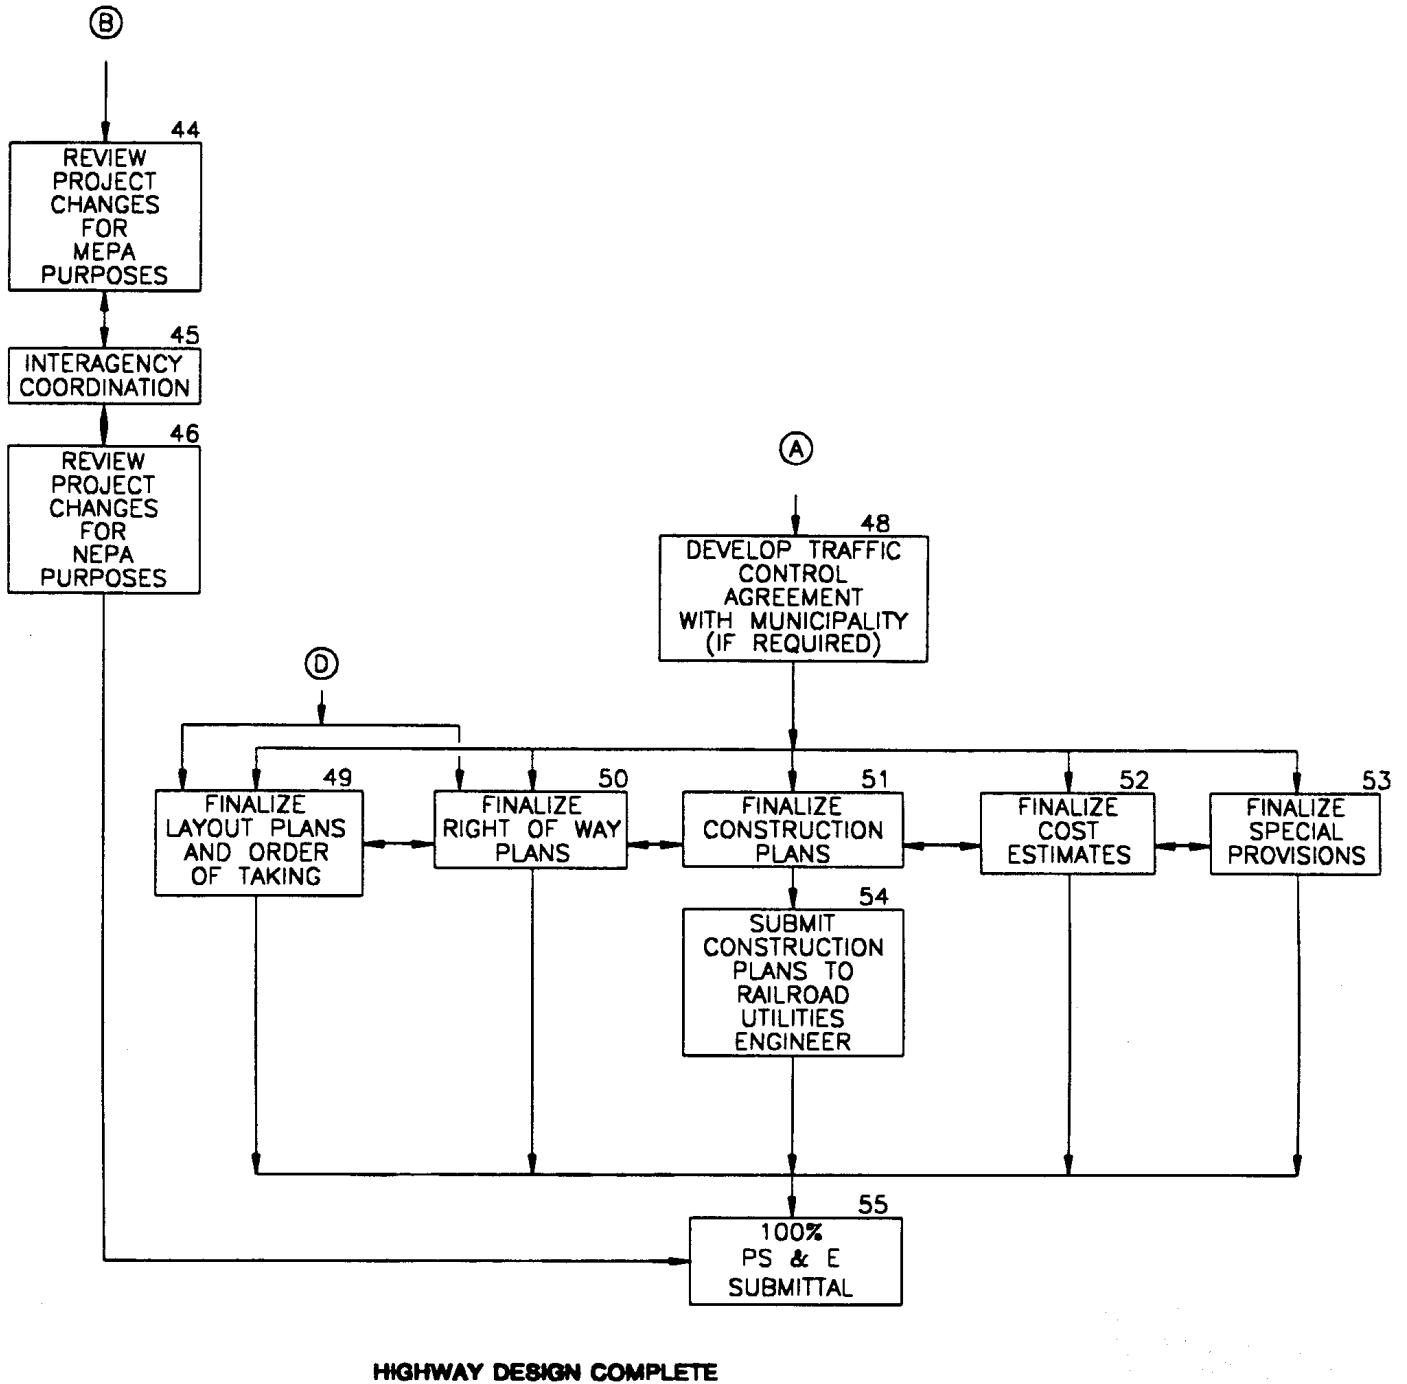 B
44
REVIEW
PROJECT
CHANGES
FOR
MEPA
PURPOSES
45
INTERAGENCY
COORDINATION
46
REVIEW
PROJECT
CHANGES
FOR
NEPA
PURPOSES
A
48
DEVELOP TRAFFIC
CONTROL
AGREEMENT
WITH MUNICIPALITY
(IF REQUIRED)
D
49
FINALIZE
LAYOUT PLANS
AND ORDER
OF TAKING
50
FINALIZE
RIGHT OF WAY
PLANS
51
FINALIZE
CONSTRUCTION
PLANS
52
FINALIZE
COST
ESTIMATES
53
FINALIZE
SPECIAL
PROVISIONS
54
SUBMIT
CONSTRUCTION
PLANS TO
RAILROAD
UTILITIES
ENGINEER
55
100%
PS & E
SUBMITTAL
HIGHWAY DESIGN COMPLETE